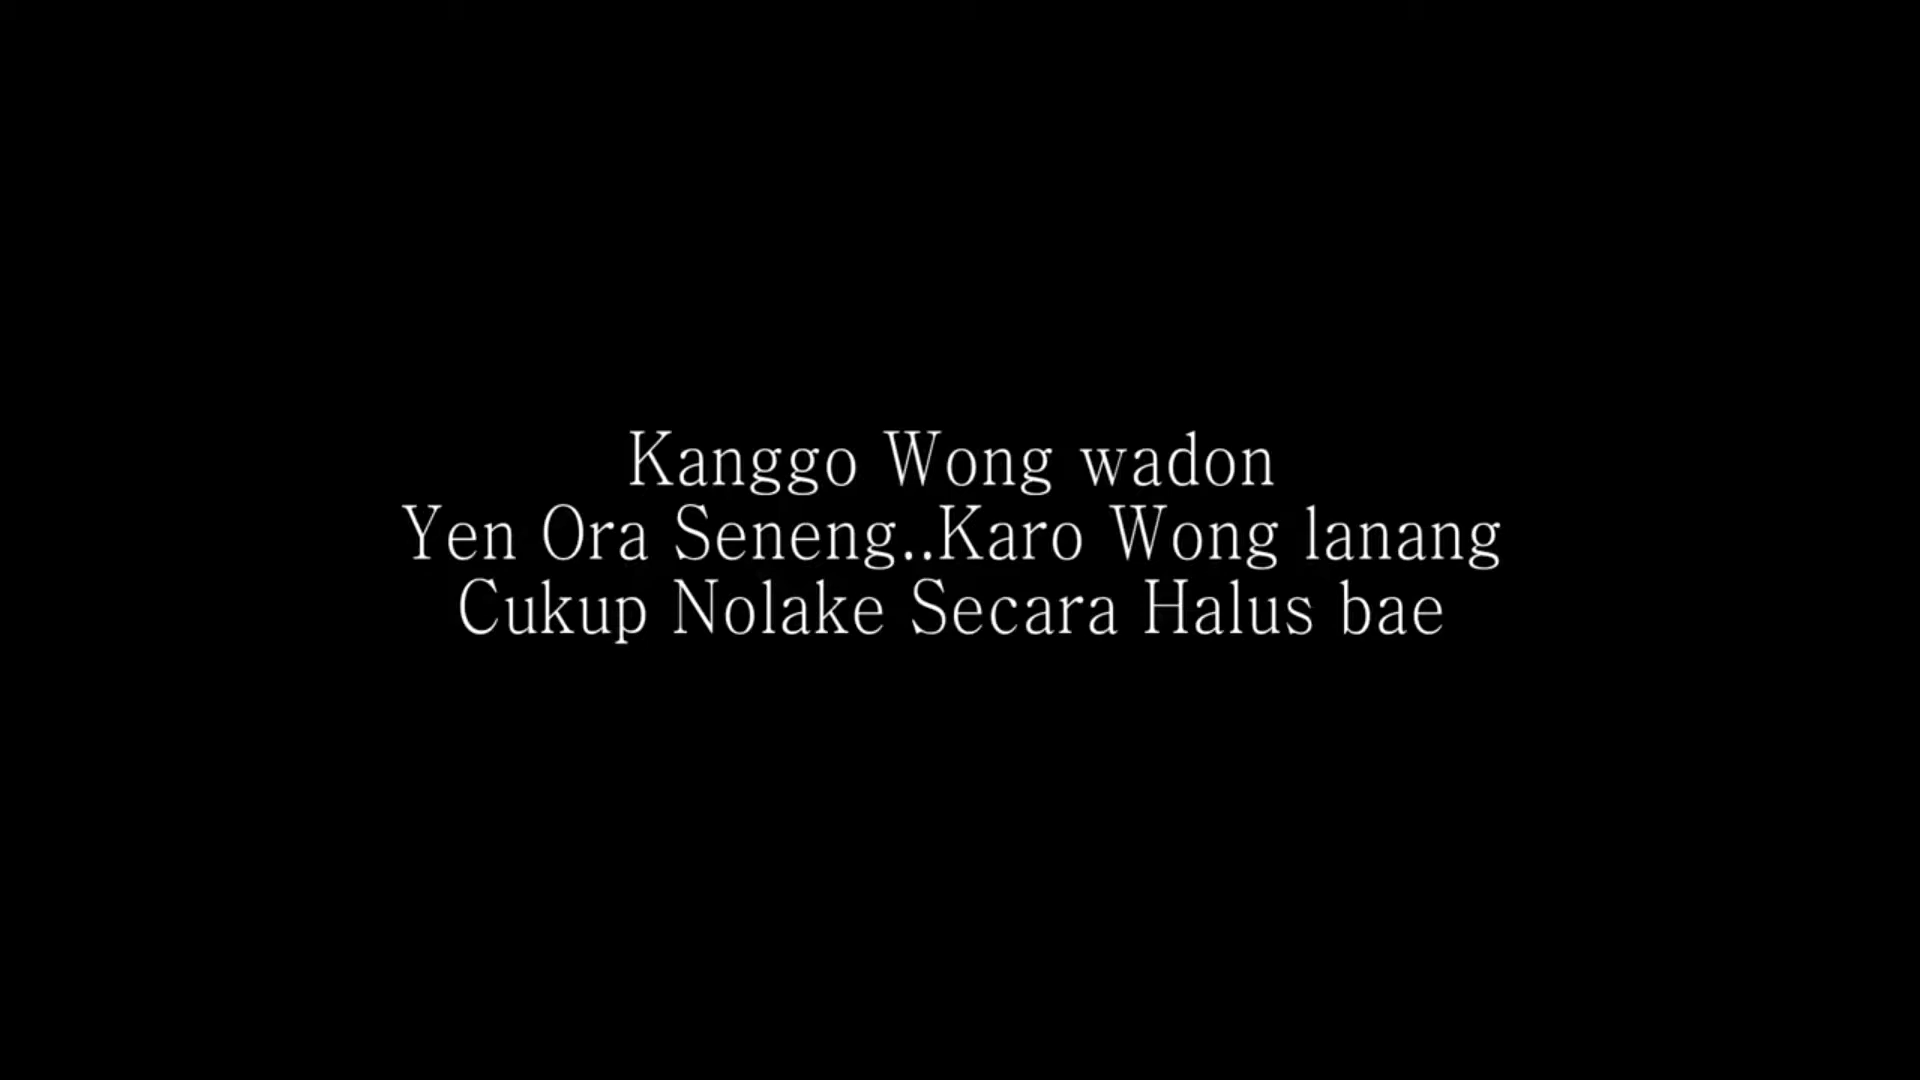 Kanggo Wong wadon
Yen Ora Seneng..Karo Wong lanang
Cukup Nolake Secara Halus bae